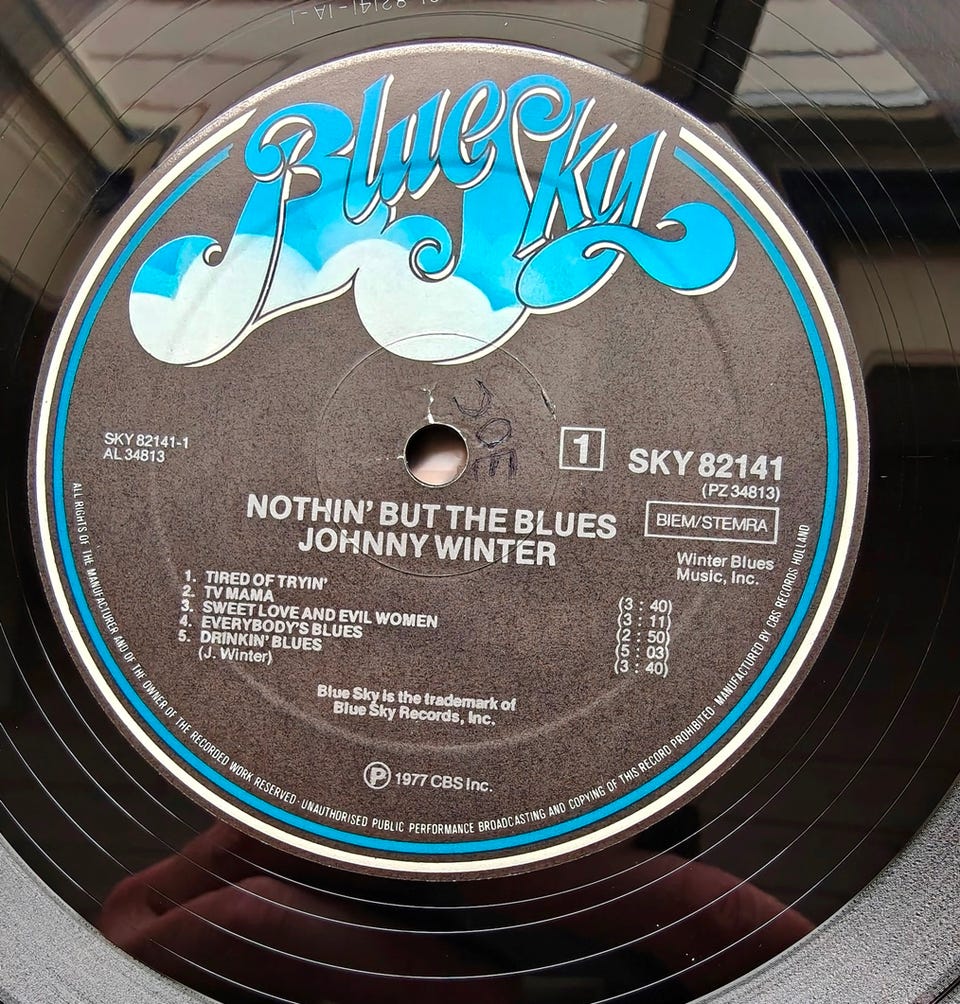 82141-1A-1
Blue Sky
SKY 82141-1
AL 34813
JOE
1
SKY 82141
(PZ 34813)
BIEM/STEMRA
NOTHIN' BUT THE BLUES
JOHNNY WINTER
Winter Blues
Music, Inc.
1. TIRED OF TRYIN' (3 : 40)
2. TV MAMA (3 : 11)
3. SWEET LOVE AND EVIL WOMEN (2 : 50)
4. EVERYBODY'S BLUES (5 : 03)
5. DRINKIN' BLUES (3 : 40)
(J. Winter)
Blue Sky is the trademark of
Blue Sky Records, Inc.
Ⓟ 1977 CBS Inc.
ALL RIGHTS OF THE MANUFACTURER AND OF THE OWNER OF THE RECORDED WORK RESERVED · UNAUTHORISED PUBLIC PERFORMANCE BROADCASTING AND COPYING OF THIS RECORD PROHIBITED · MANUFACTURED BY CBS RECORDS HOLLAND